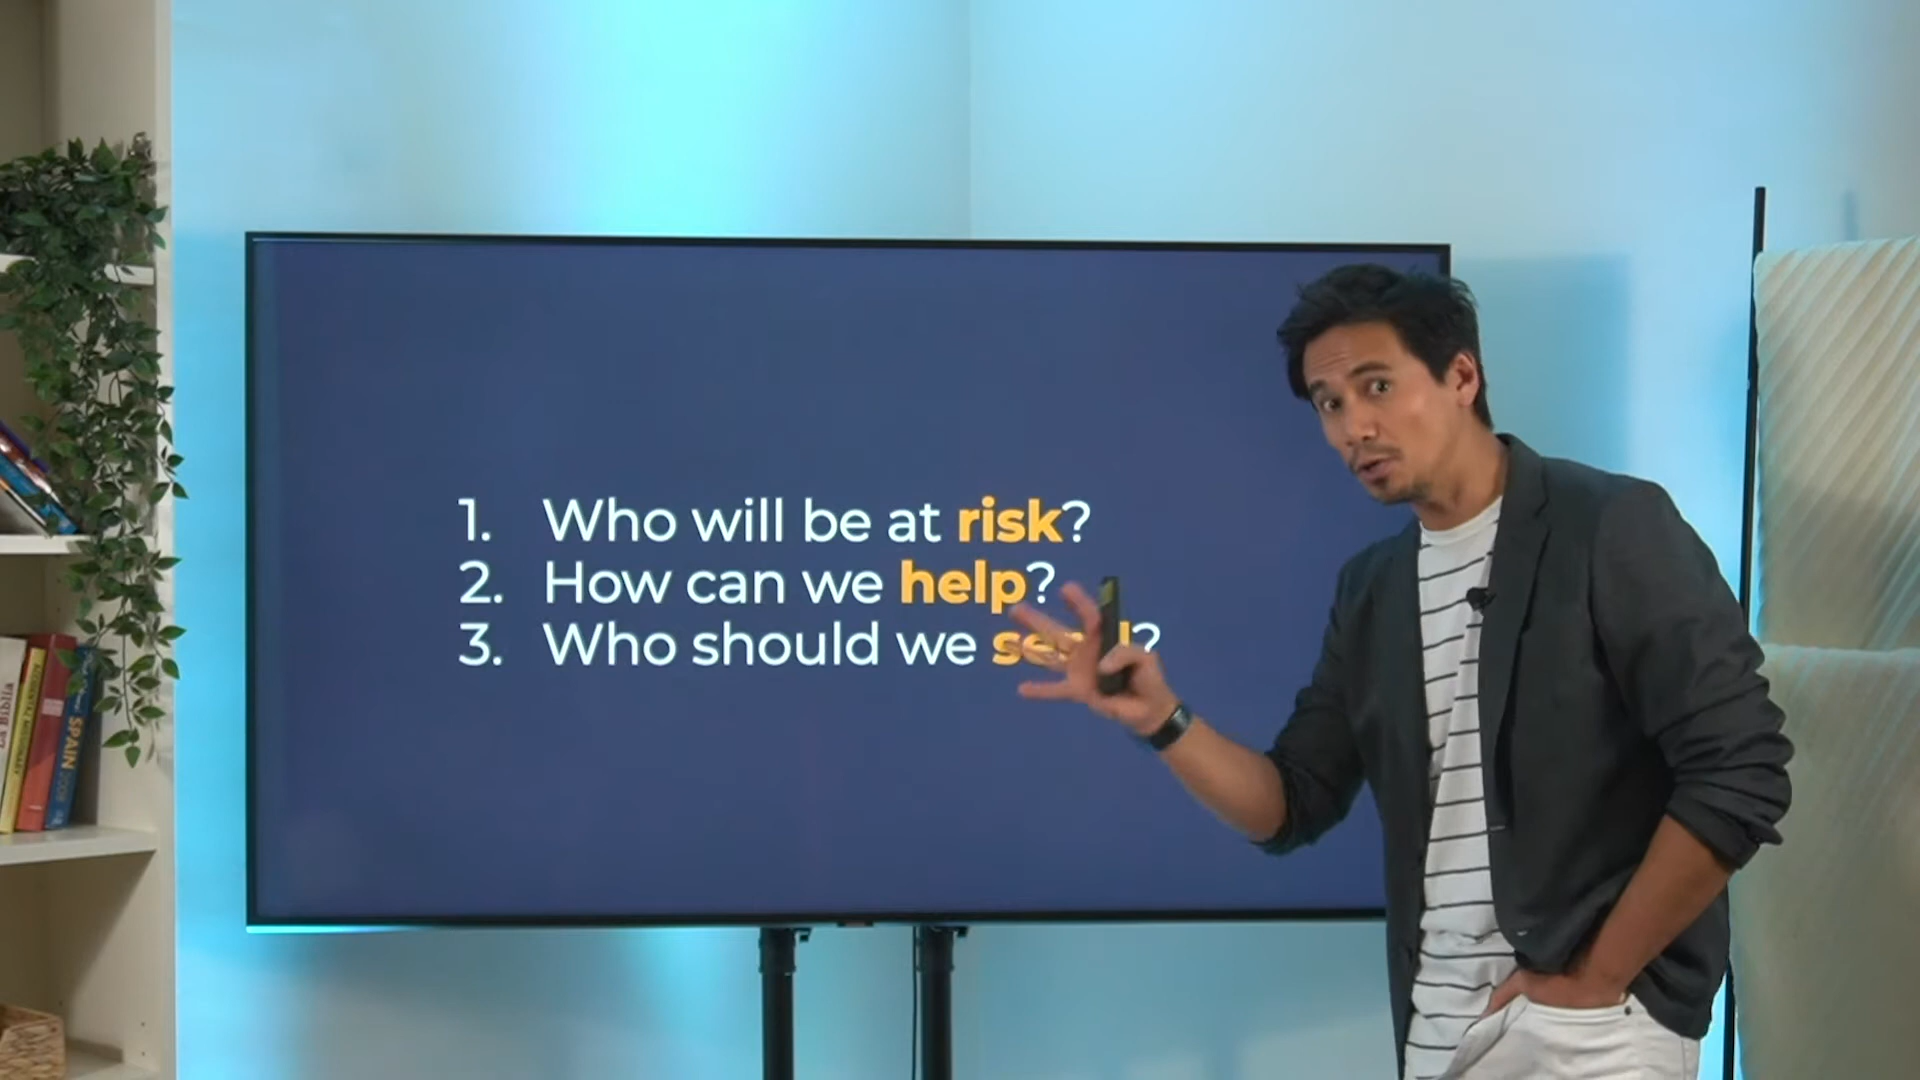 1. Who will be at risk?
2. How can we help?
3. Who should we ?
La Biblia
SPAIN